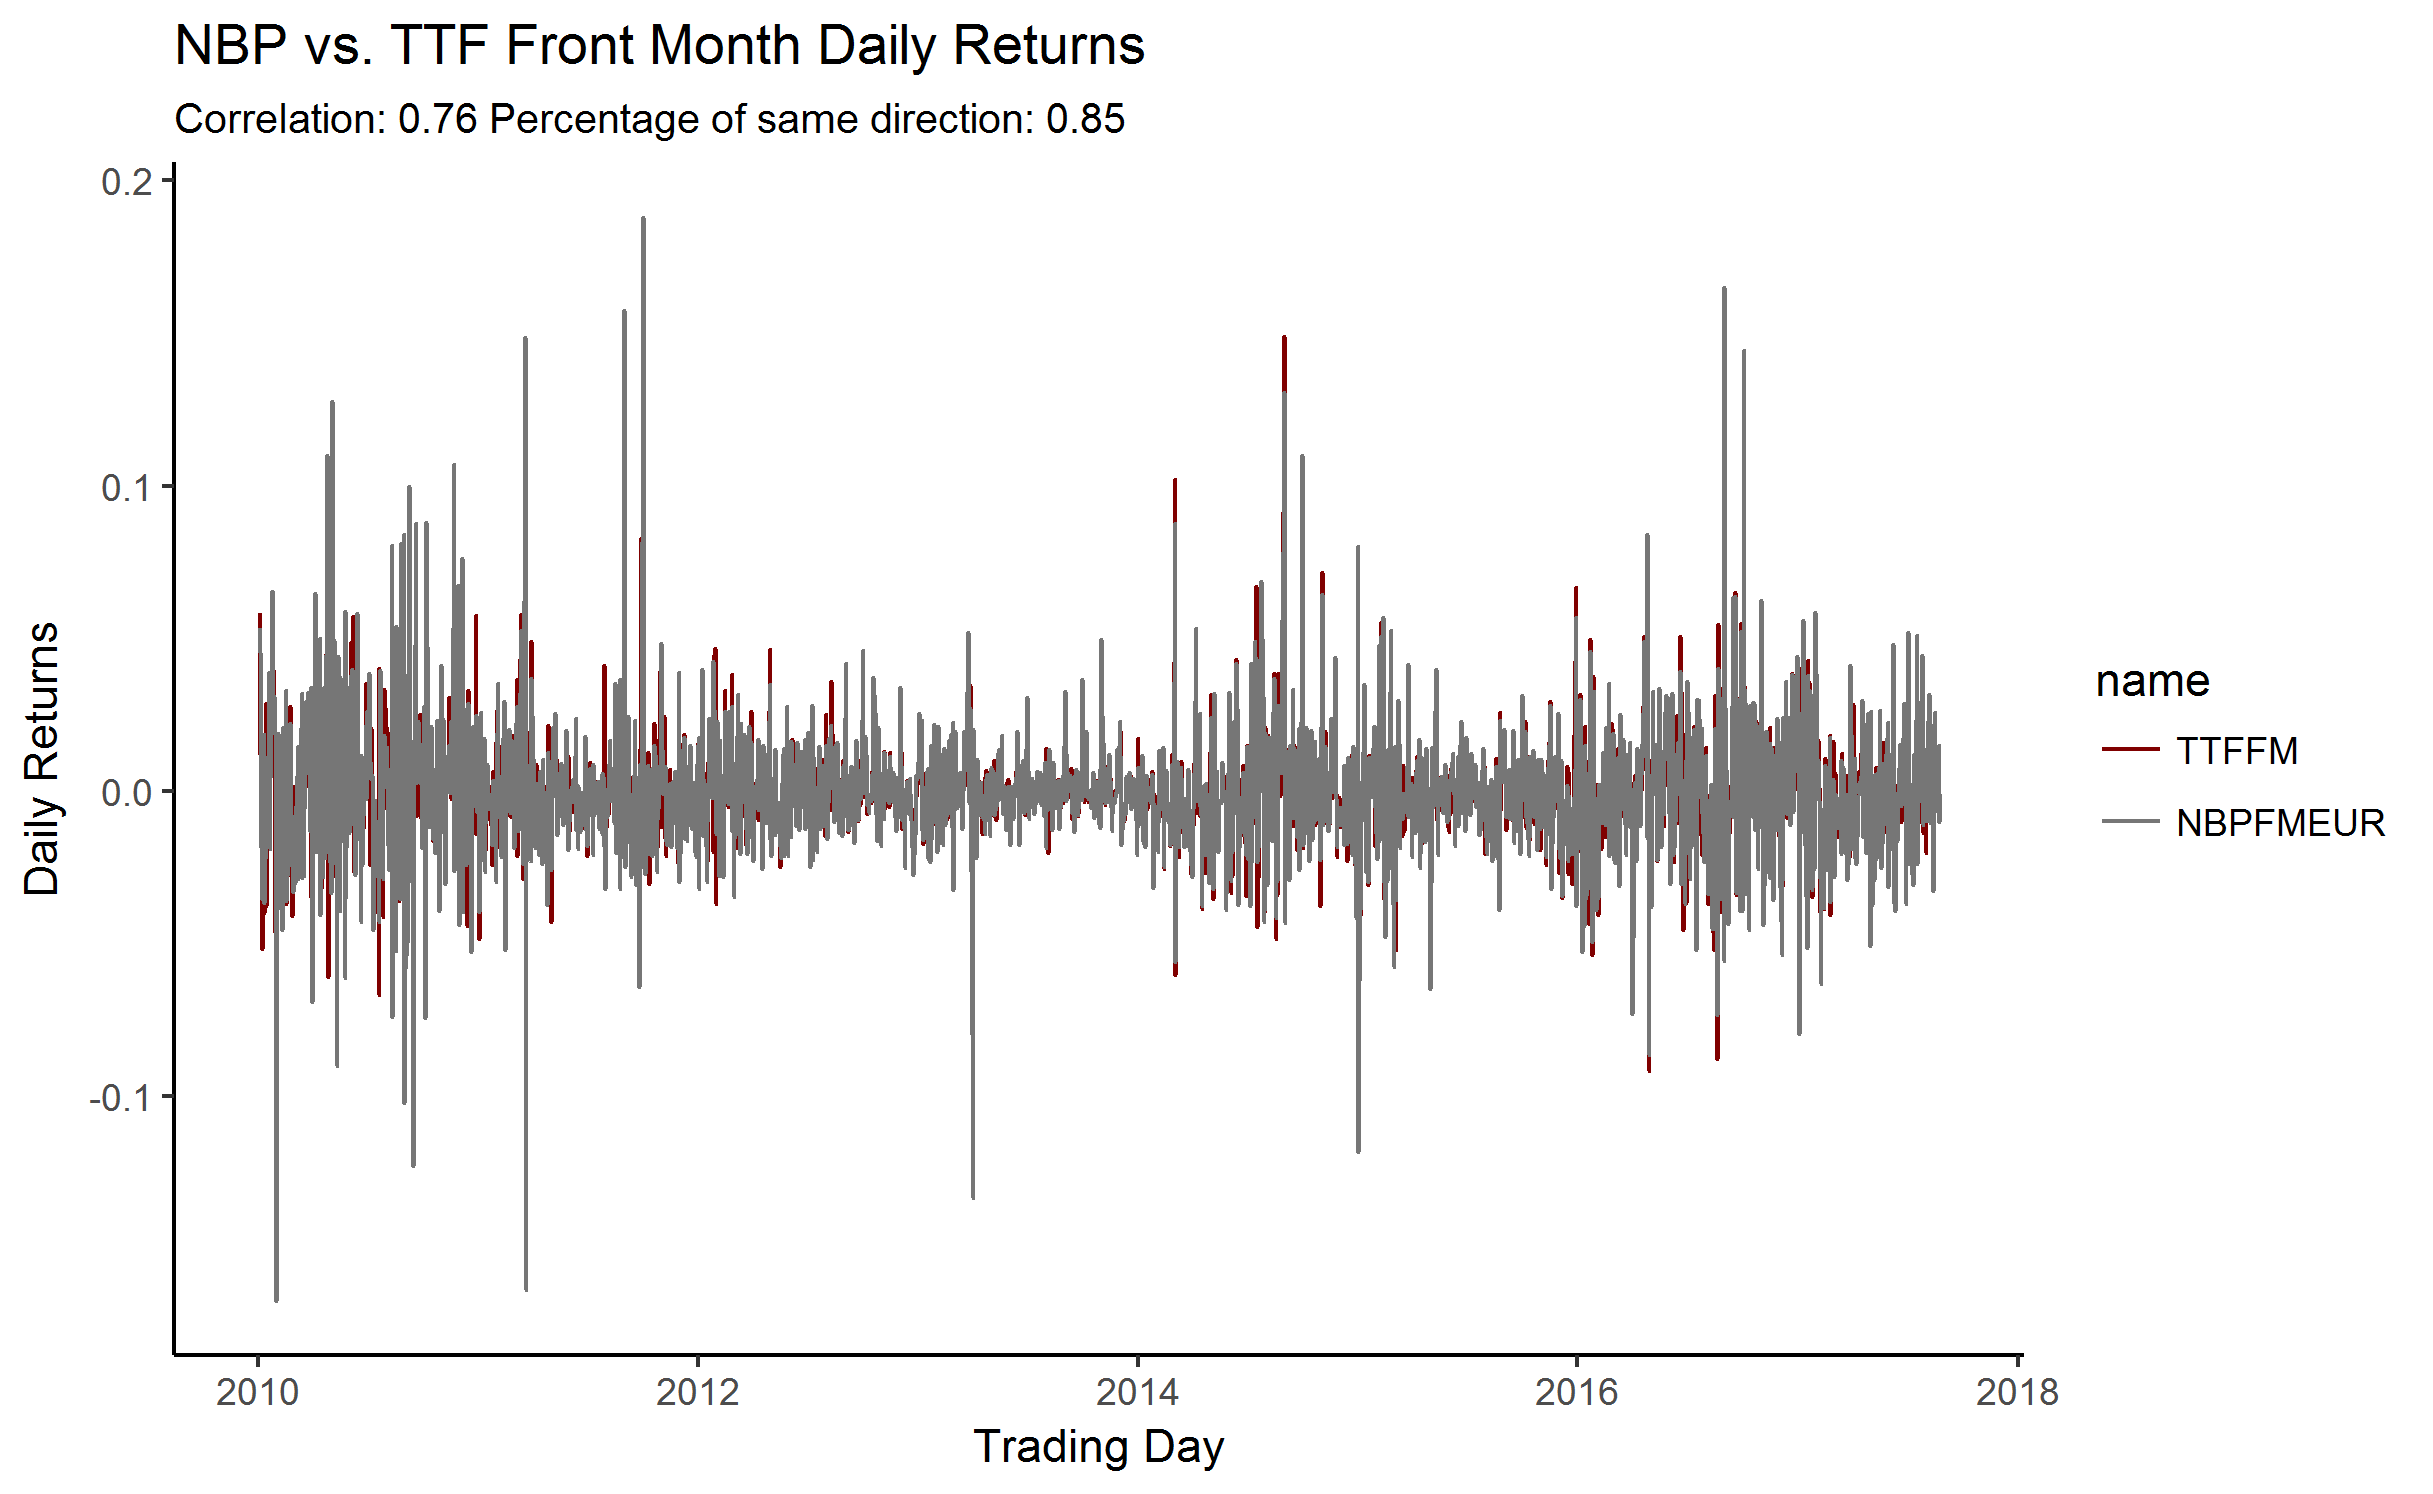 NBP vs. TTF Front Month Daily Returns
Correlation: 0.76 Percentage of same direction: 0.85
0.2
0.1
0.0
-0.1
Daily Returns
2010 2012 2014 2016 2018
Trading Day
name
TTFFM
NBPFMEUR